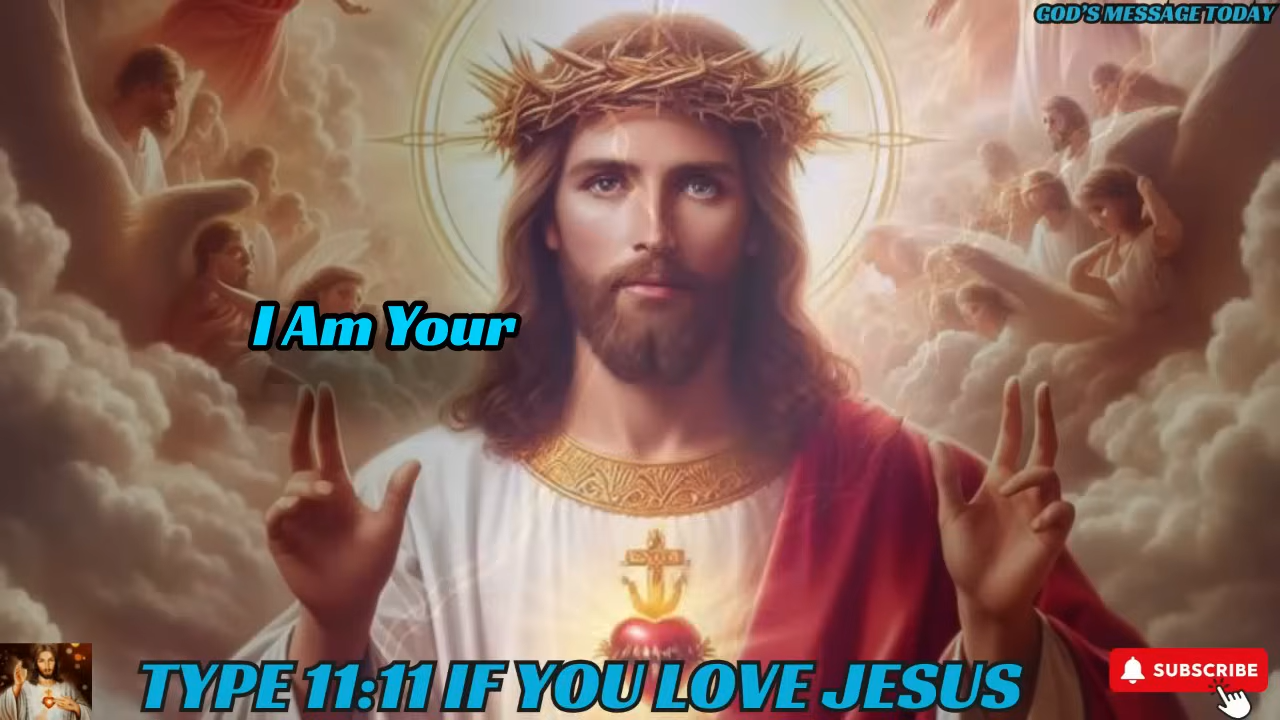 GOD'S MESSAGE TODAY
I Am Your
TYPE 11:11 IF YOU LOVE JESUS
SUBSCRIBE